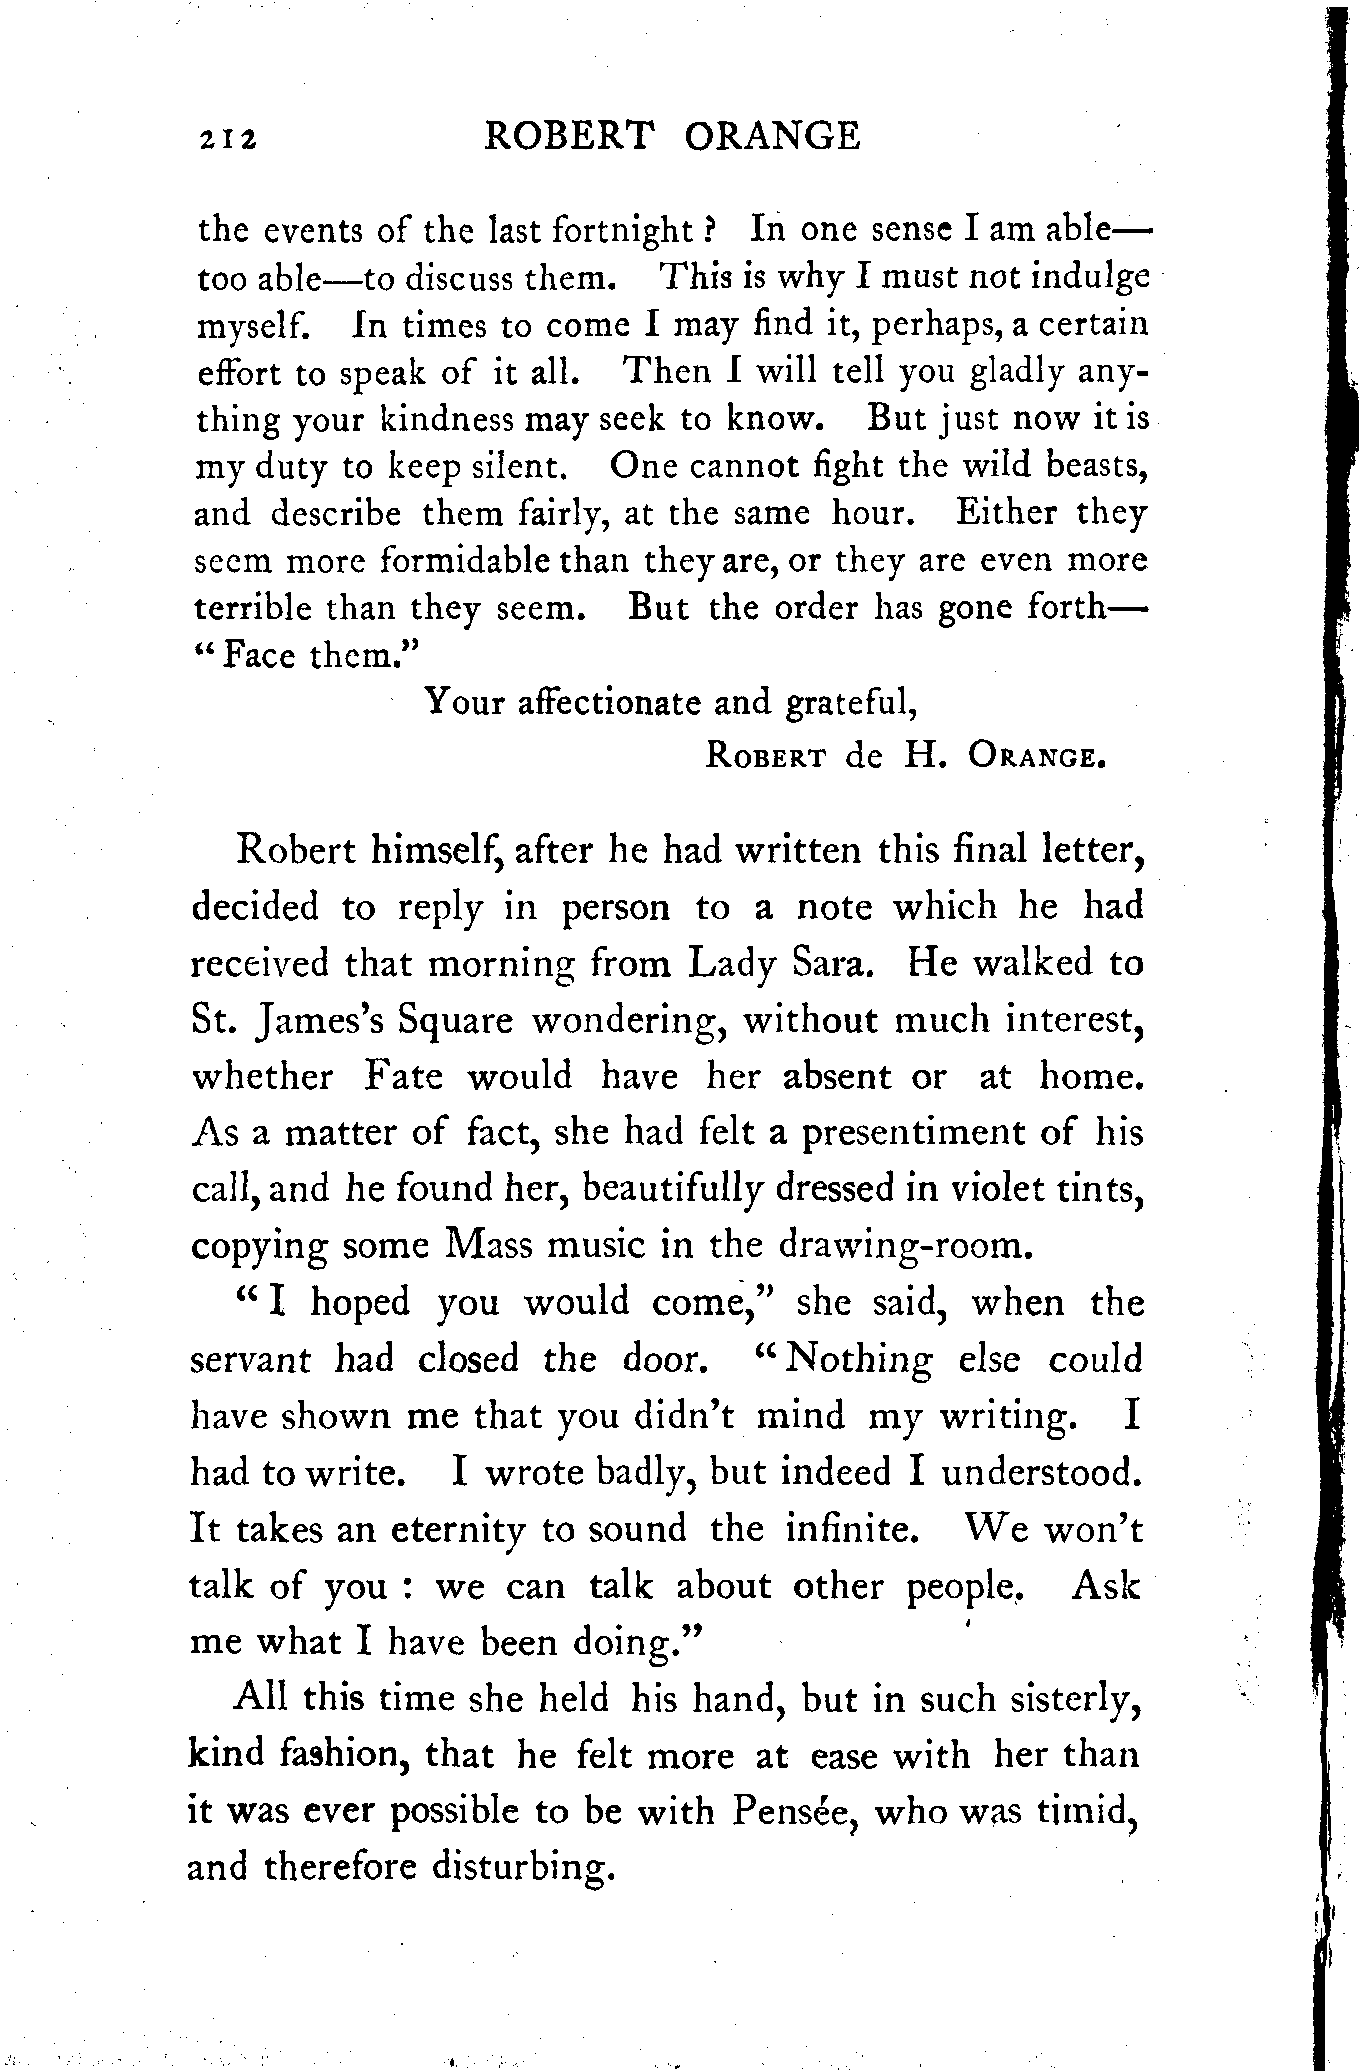 212 ROBERT ORANGE
the events of the last fortnight ? In one sense I am able—
too able—to discuss them. This is why I must not indulge
myself. In times to come I may find it, perhaps, a certain
effort to speak of it all. Then I will tell you gladly any-
thing your kindness may seek to know. But just now it is
my duty to keep silent. One cannot fight the wild beasts,
and describe them fairly, at the same hour. Either they
seem more formidable than they are, or they are even more
terrible than they seem. But the order has gone forth—
“ Face them.”
Your affectionate and grateful,
ROBERT de H. ORANGE.
Robert himself, after he had written this final letter,
decided to reply in person to a note which he had
received that morning from Lady Sara. He walked to
St. James’s Square wondering, without much interest,
whether Fate would have her absent or at home.
As a matter of fact, she had felt a presentiment of his
call, and he found her, beautifully dressed in violet tints,
copying some Mass music in the drawing-room.
“ I hoped you would come,” she said, when the
servant had closed the door. “ Nothing else could
have shown me that you didn’t mind my writing. I
had to write. I wrote badly, but indeed I understood.
It takes an eternity to sound the infinite. We won’t
talk of you : we can talk about other people. Ask
me what I have been doing.”
All this time she held his hand, but in such sisterly,
kind fashion, that he felt more at ease with her than
it was ever possible to be with Pensée, who was timid,
and therefore disturbing.